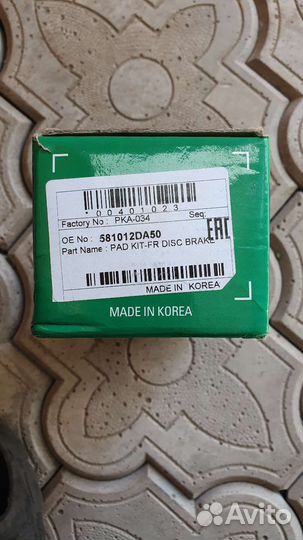 * 00401023 *
Factory No : PKA-034 Seq:
OE No : 581012DA50
EAC
Part Name : PAD KIT-FR DISC BRAKE
MADE IN KOREA
MADE IN KOREA
Avito